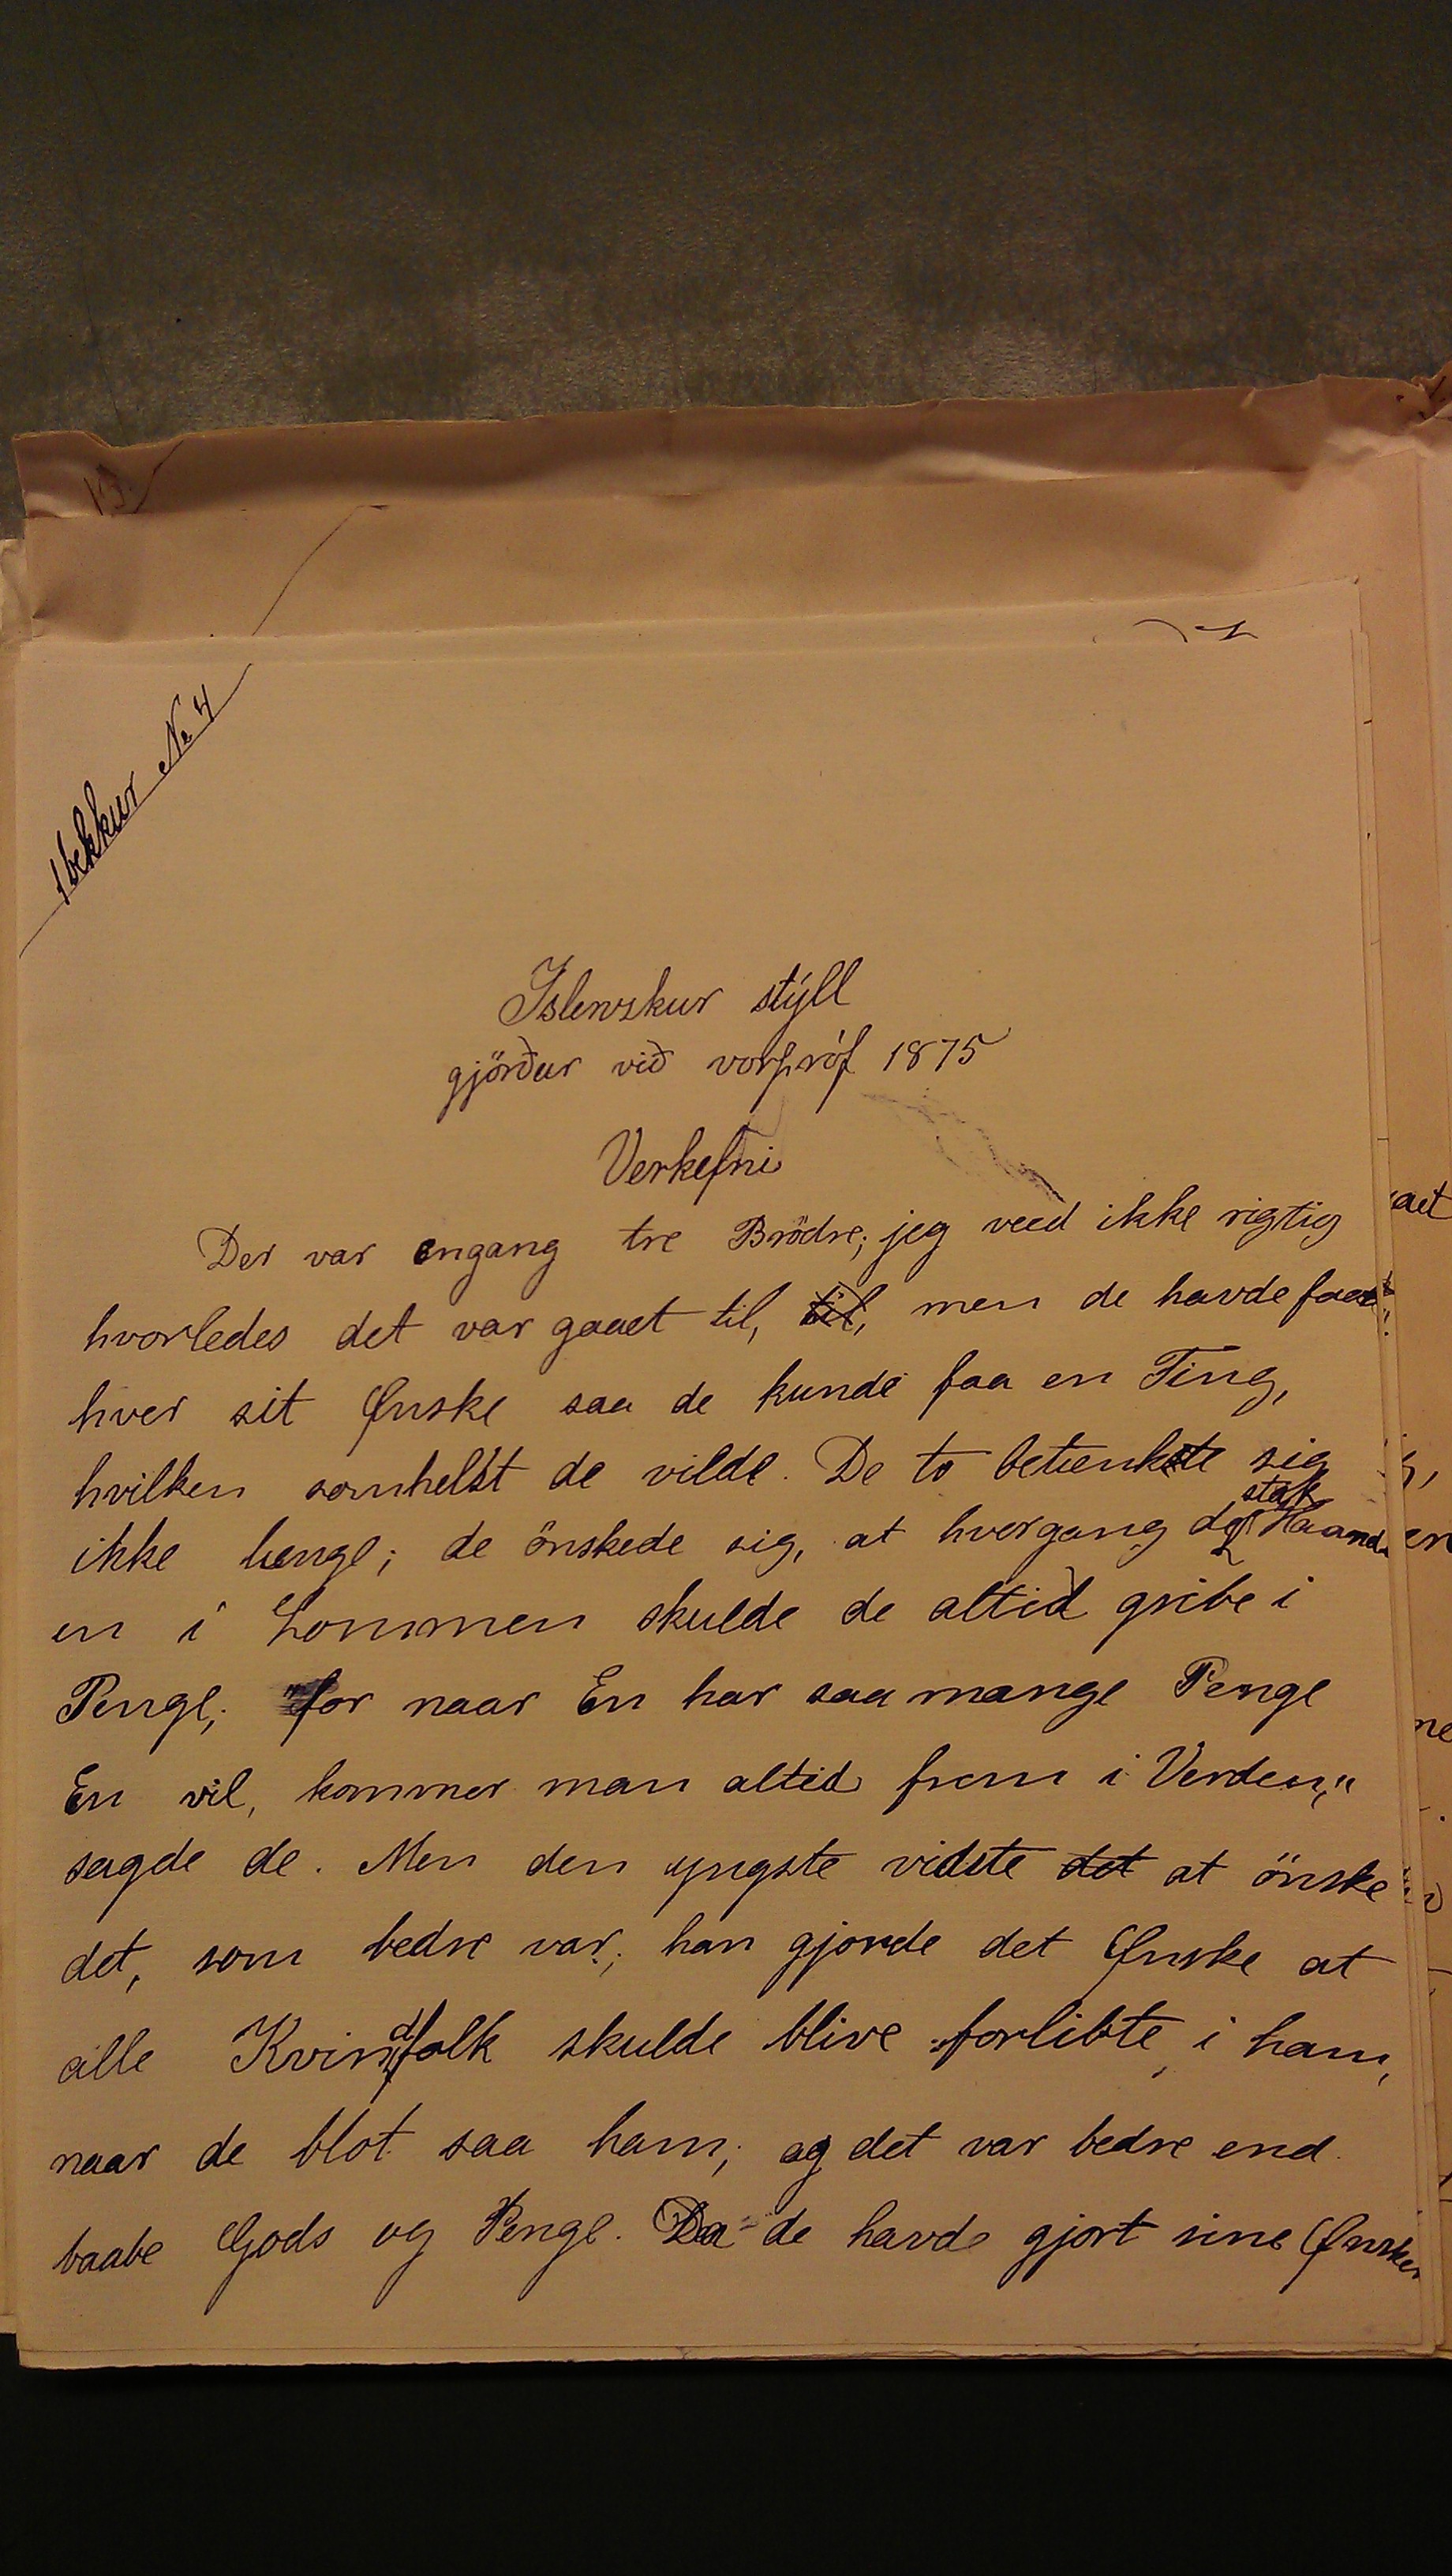 1 bekkur No 4
Islenzkur stýll
gjörður við vorpróf 1875
Verkefni
Der var engang tre Brödre; jeg veed ikke rigtig
hvorledes det var gaaet til, til, men de havde faaet
hver sit Ønske saa de kunde faa en Ting,
hvilken somhelst de vilde. De to betænkte sig
ikke længe; de önskede sig, at hvergang de stak Haand-
en i Lommen skulde de altid gribe i
Penge; "for naar En har saa mange Penge
En vil, kommer man altid frem i Verden,"
sagde de. Men den yngste vidste det at önske
det, som bedre var; han gjorde det Ønske at
alle Kvindfolk skulde blive forlibte i ham,
naar de blot saa ham; og det var bedre end
baabe Gods og Penge. Da de havde gjort sine Ønsker